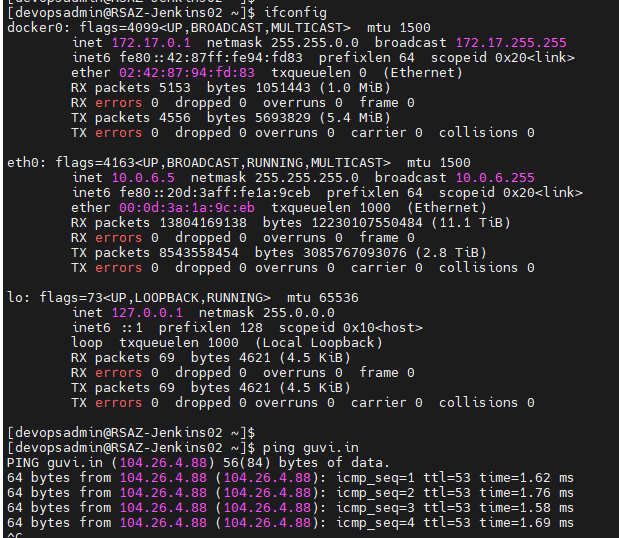 [devopsadmin@RSAZ-Jenkins02 ~]$ ifconfig
docker0: flags=4099<UP,BROADCAST,MULTICAST>  mtu 1500
        inet 172.17.0.1  netmask 255.255.0.0  broadcast 172.17.255.255
        inet6 fe80::42:87ff:fe94:fd83  prefixlen 64  scopeid 0x20<link>
        ether 02:42:87:94:fd:83  txqueuelen 0  (Ethernet)
        RX packets 5153  bytes 1051443 (1.0 MiB)
        RX errors 0  dropped 0  overruns 0  frame 0
        TX packets 4556  bytes 5693829 (5.4 MiB)
        TX errors 0  dropped 0 overruns 0  carrier 0  collisions 0

eth0: flags=4163<UP,BROADCAST,RUNNING,MULTICAST>  mtu 1500
        inet 10.0.6.5  netmask 255.255.255.0  broadcast 10.0.6.255
        inet6 fe80::20d:3aff:fe1a:9ceb  prefixlen 64  scopeid 0x20<link>
        ether 00:0d:3a:1a:9c:eb  txqueuelen 1000  (Ethernet)
        RX packets 13804169138  bytes 12230107550484 (11.1 TiB)
        RX errors 0  dropped 0  overruns 0  frame 0
        TX packets 8543558454  bytes 3085767093076 (2.8 TiB)
        TX errors 0  dropped 0 overruns 0  carrier 0  collisions 0

lo: flags=73<UP,LOOPBACK,RUNNING>  mtu 65536
        inet 127.0.0.1  netmask 255.0.0.0
        inet6 ::1  prefixlen 128  scopeid 0x10<host>
        loop  txqueuelen 1000  (Local Loopback)
        RX packets 69  bytes 4621 (4.5 KiB)
        RX errors 0  dropped 0  overruns 0  frame 0
        TX packets 69  bytes 4621 (4.5 KiB)
        TX errors 0  dropped 0 overruns 0  carrier 0  collisions 0

[devopsadmin@RSAZ-Jenkins02 ~]$
[devopsadmin@RSAZ-Jenkins02 ~]$ ping guvi.in
PING guvi.in (104.26.4.88) 56(84) bytes of data.
64 bytes from 104.26.4.88 (104.26.4.88): icmp_seq=1 ttl=53 time=1.62 ms
64 bytes from 104.26.4.88 (104.26.4.88): icmp_seq=2 ttl=53 time=1.76 ms
64 bytes from 104.26.4.88 (104.26.4.88): icmp_seq=3 ttl=53 time=1.58 ms
64 bytes from 104.26.4.88 (104.26.4.88): icmp_seq=4 ttl=53 time=1.69 ms
^C